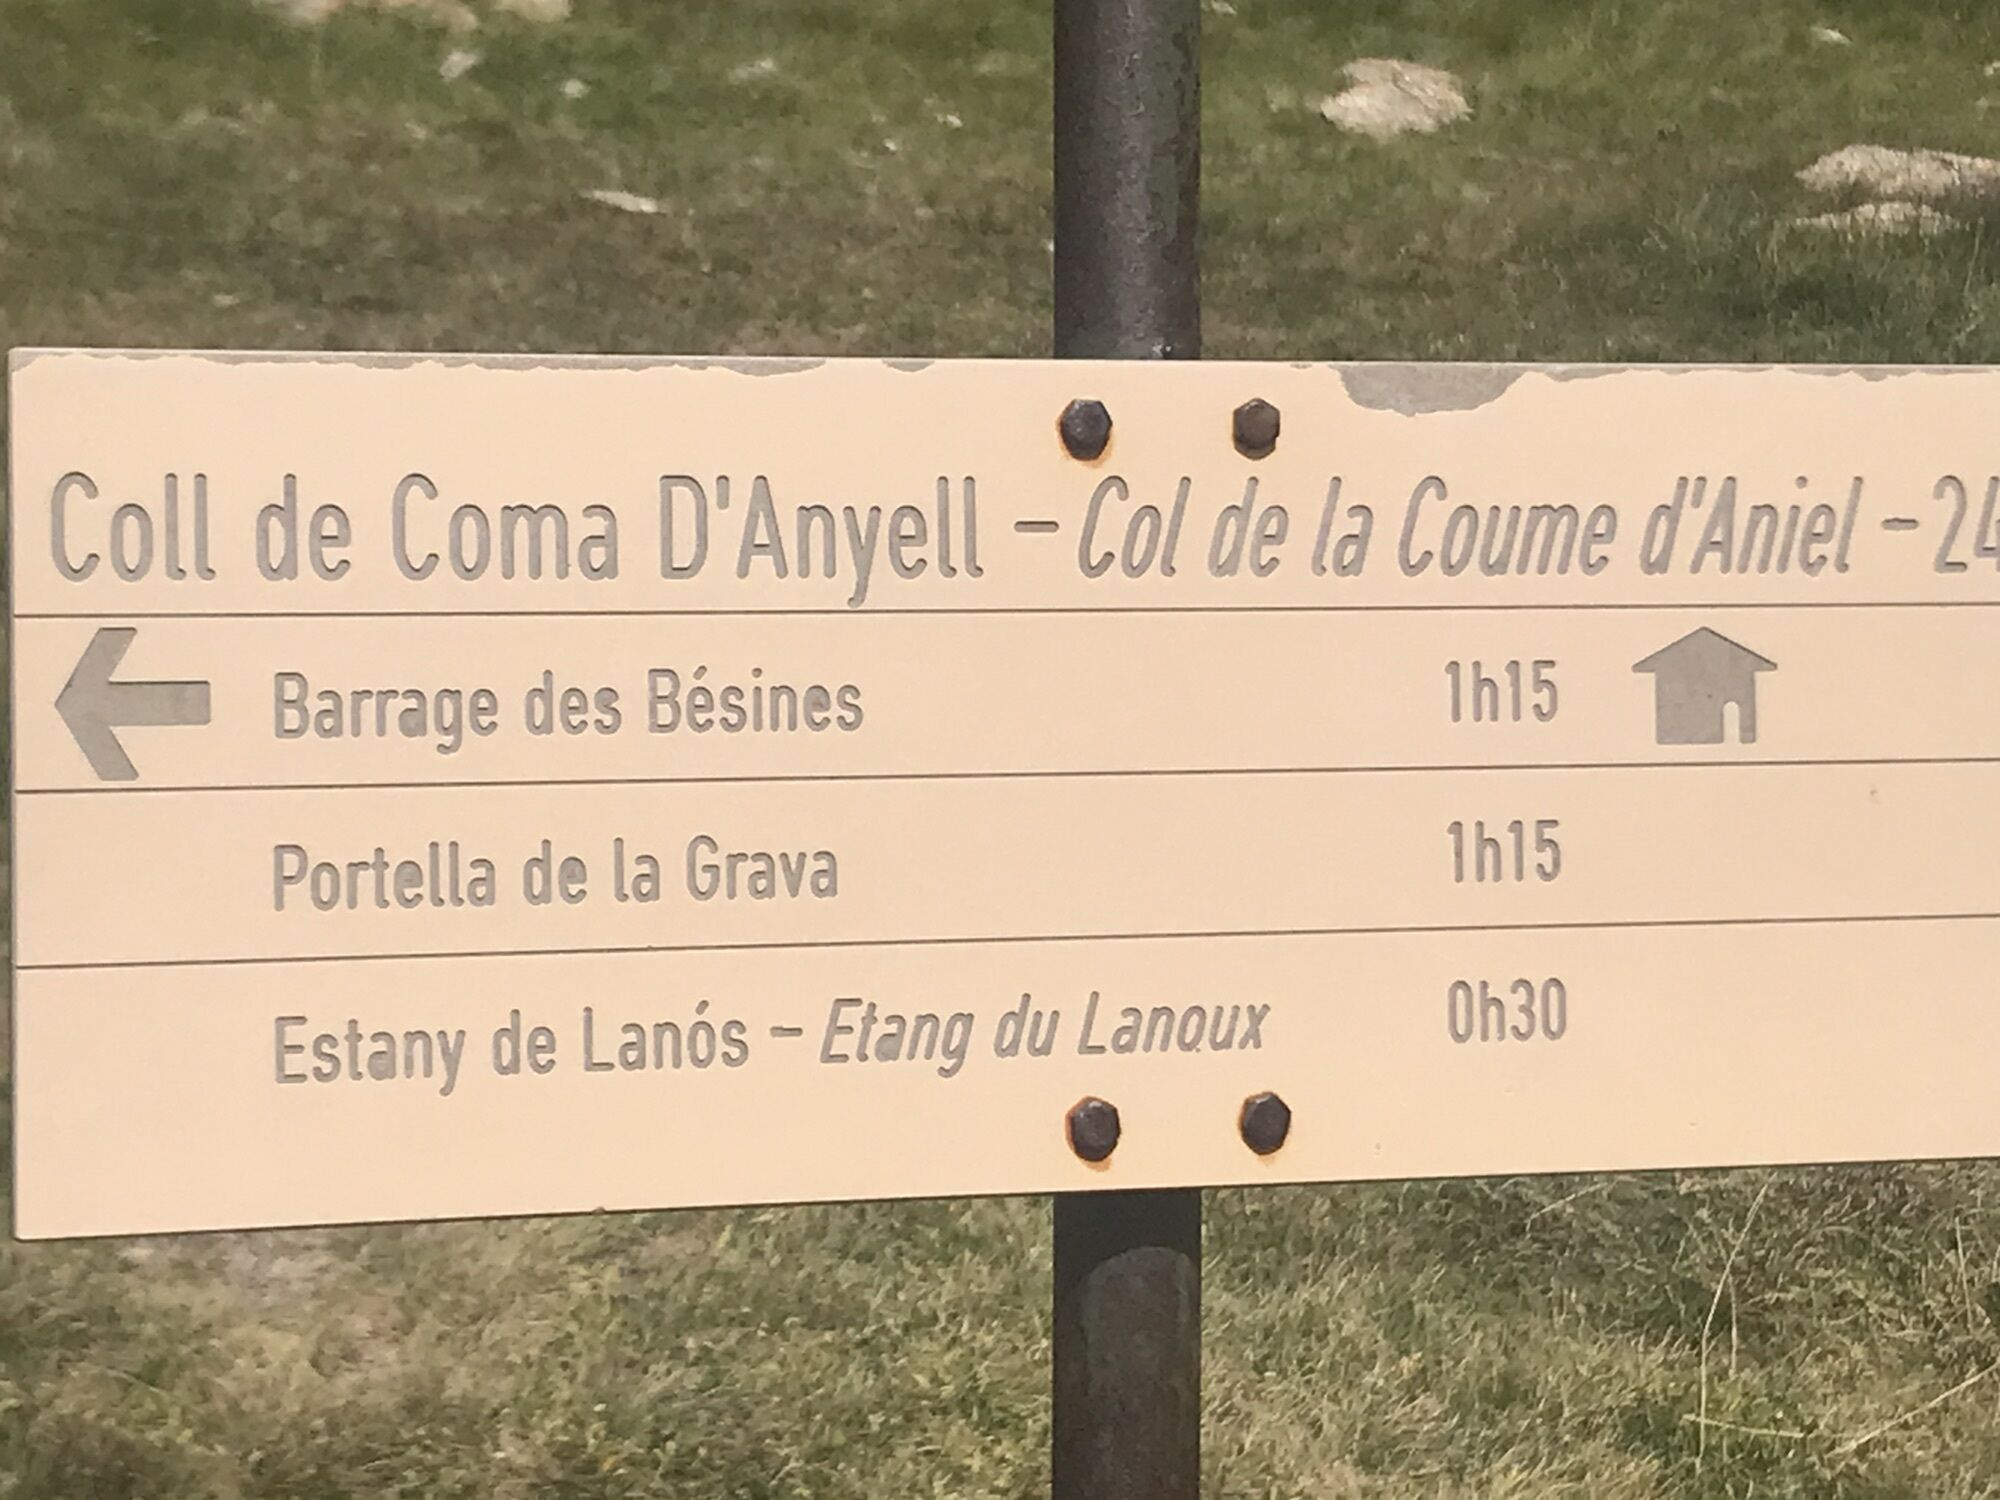 Coll de Coma D'Anyell – Col de la Coume d'Aniel – 24
Barrage des Bésines 1h15
Portella de la Grava 1h15
Estany de Lanós – Etang du Lanoux 0h30